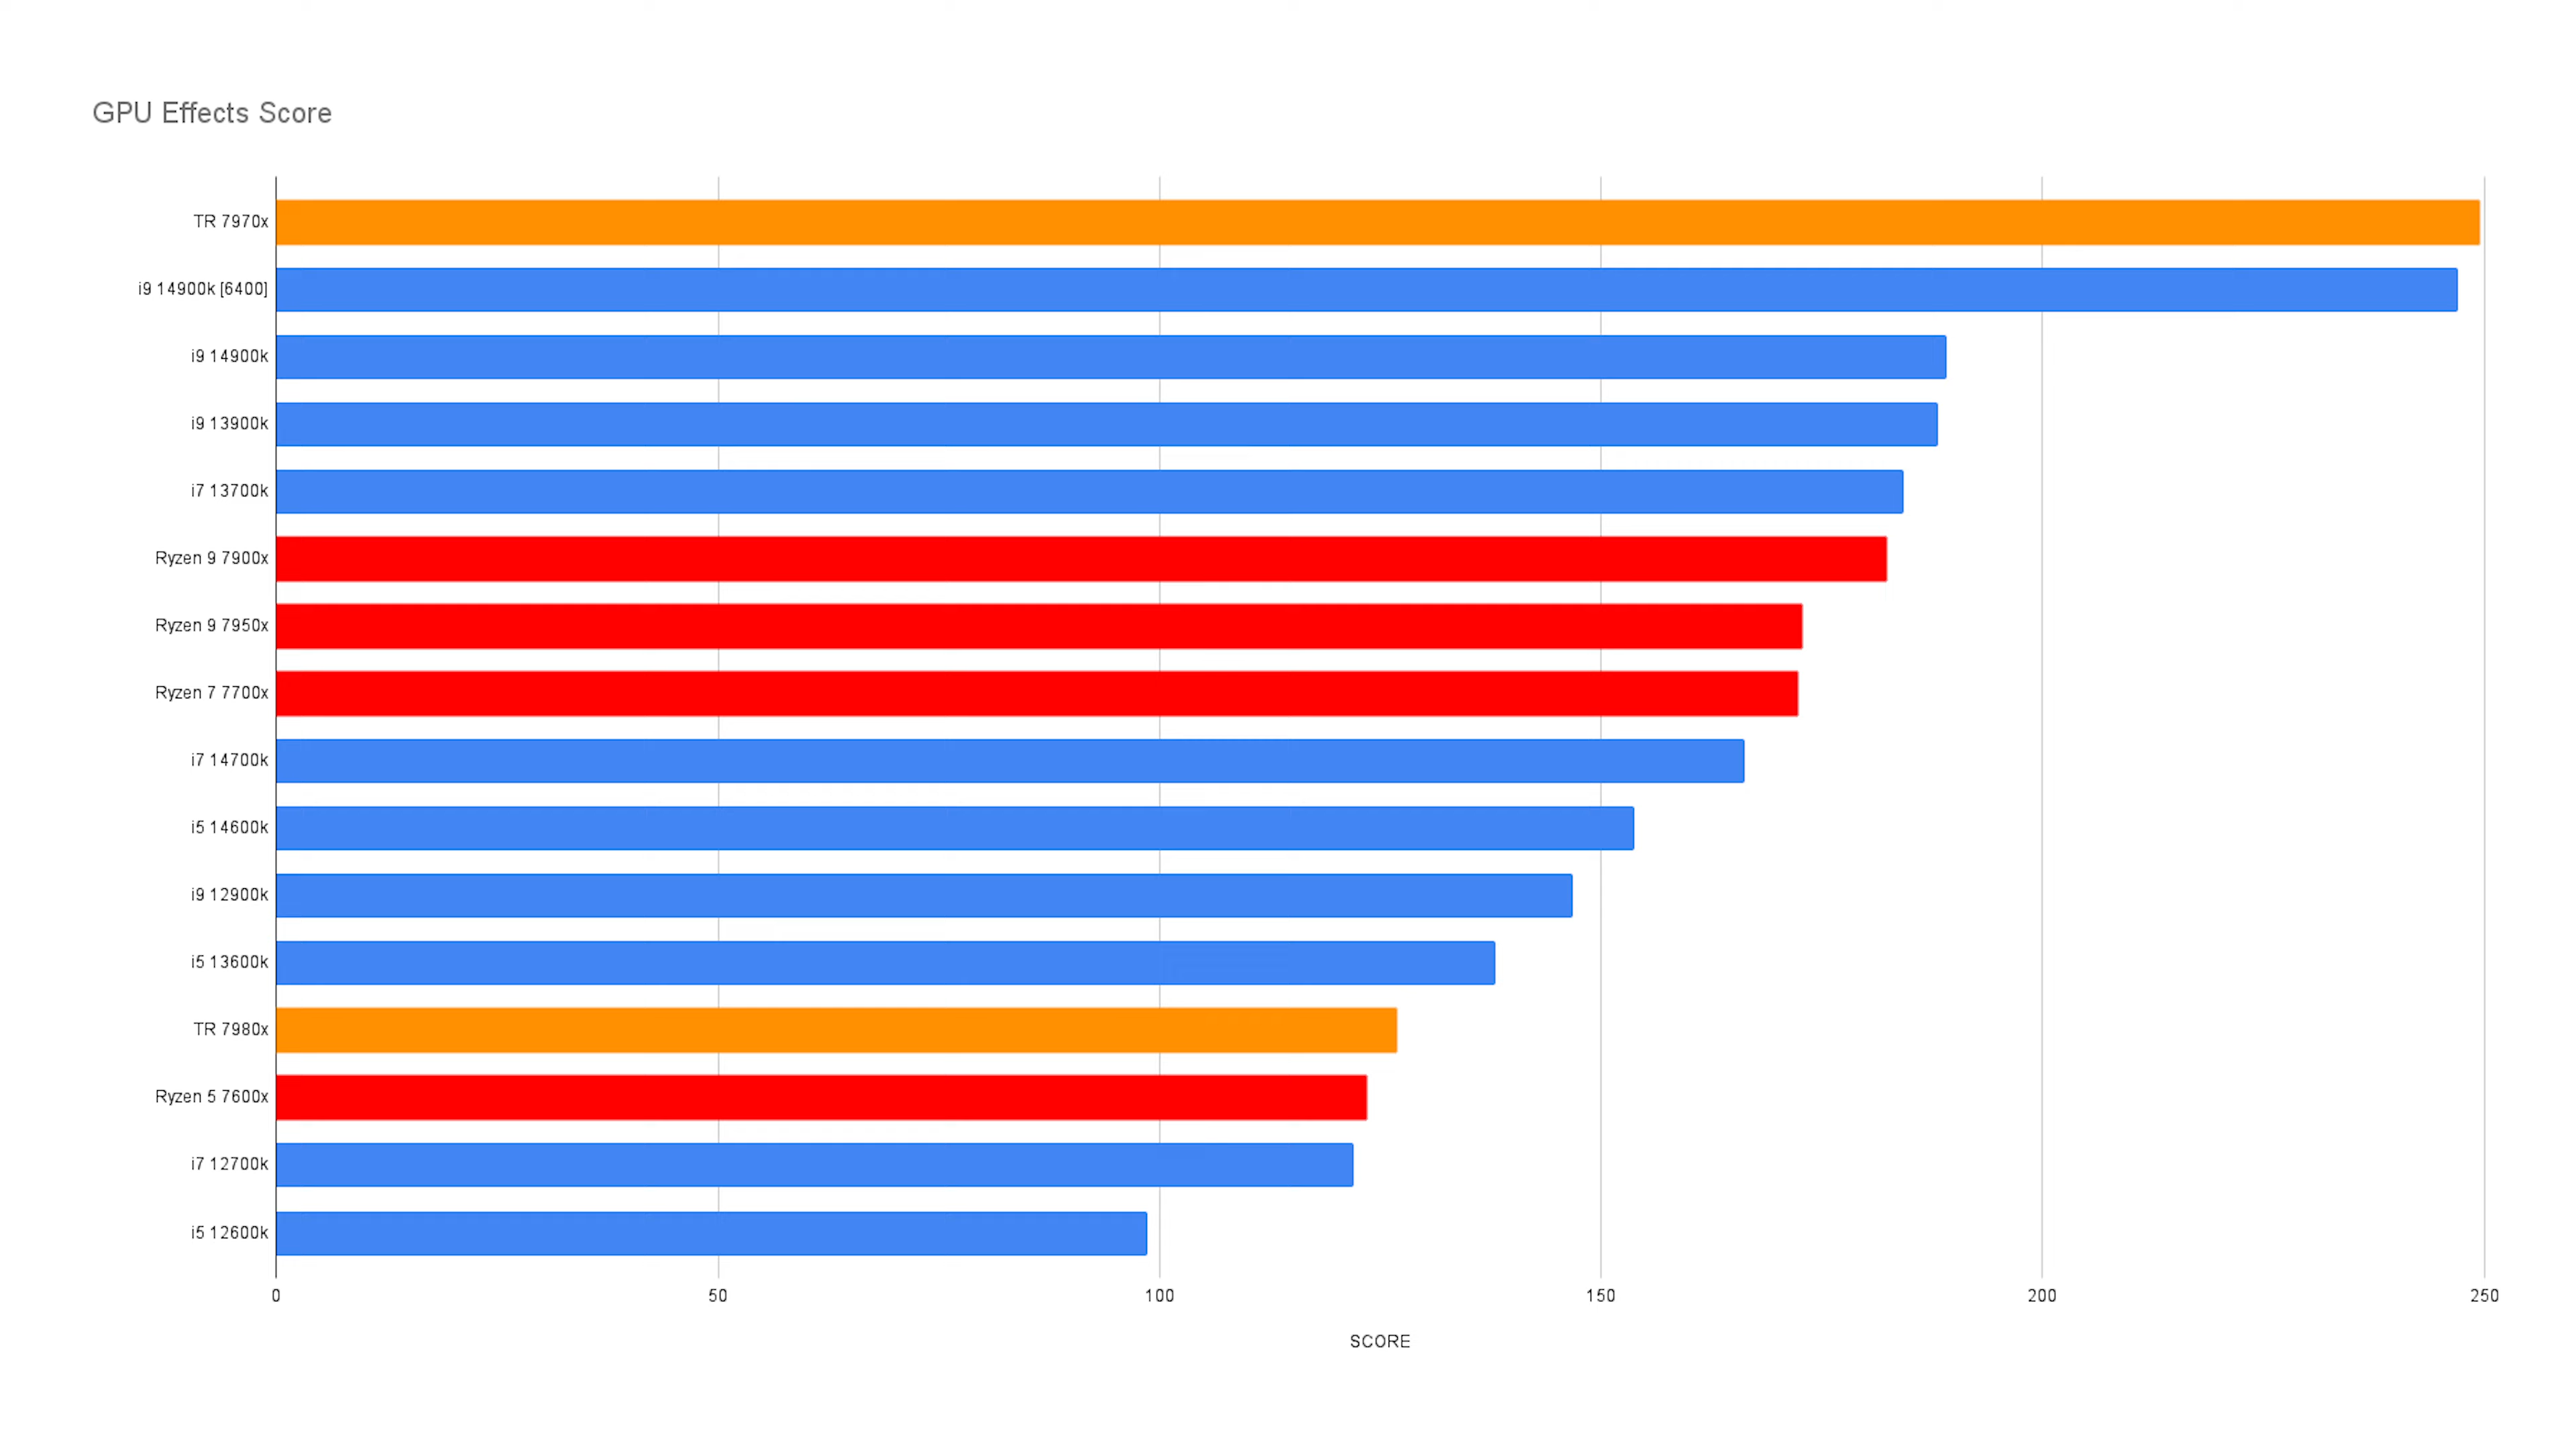 GPU Effects Score
TR 7970x
i9 14900k [6400]
i9 14900k
i9 13900k
i7 13700k
Ryzen 9 7900x
Ryzen 9 7950x
Ryzen 7 7700x
i7 14700k
i5 14600k
i9 12900k
i5 13600k
TR 7980x
Ryzen 5 7600x
i7 12700k
i5 12600k
0 50 100 150 200 250
SCORE